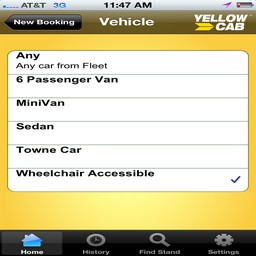 AT&T 3G 11:47 AM
New Booking Vehicle YELLOW CAB
Any
Any car from Fleet
6 Passenger Van
MiniVan
Sedan
Towne Car
Wheelchair Accessible
Home History Find Stand Settings